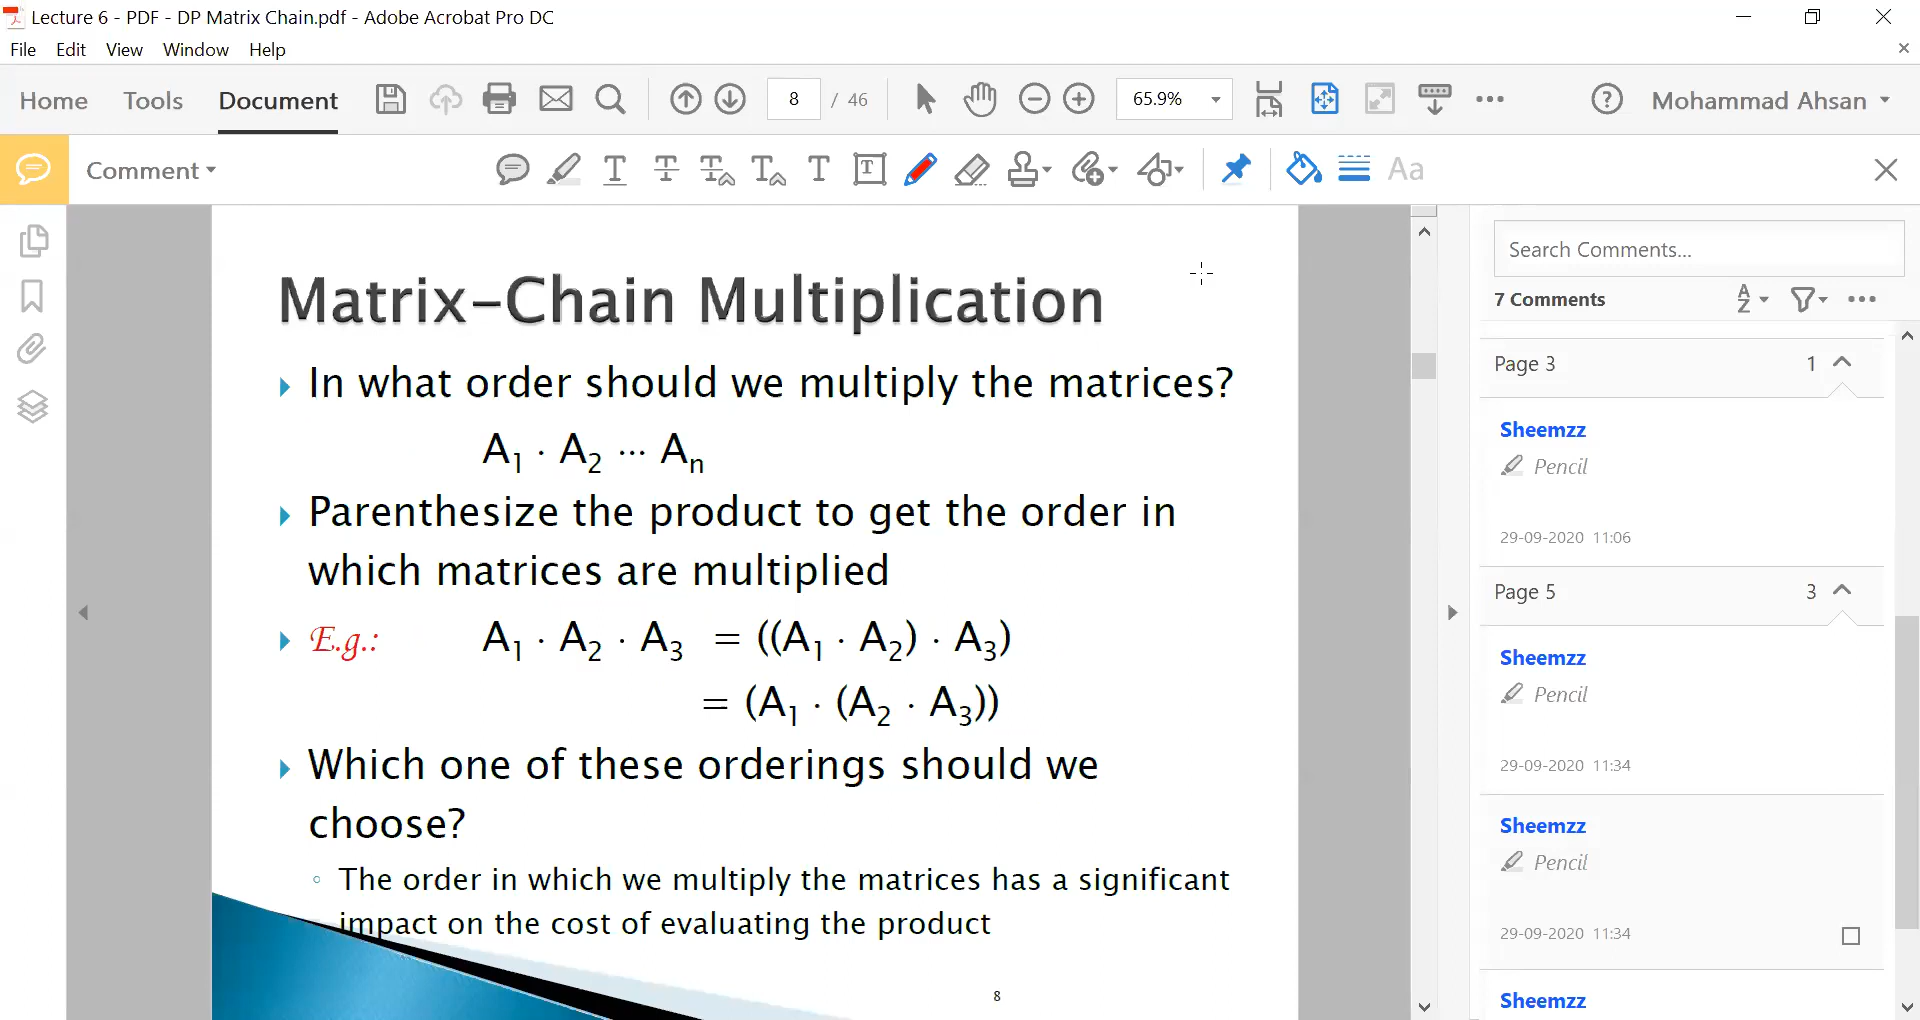 Lecture 6 - PDF - DP Matrix Chain.pdf - Adobe Acrobat Pro DC
File Edit View Window Help
Home Tools Document 8 / 46 65.9% Mohammad Ahsan
Comment T T T T T T Aa
Search Comments...
7 Comments A Z
Page 3 1
Sheemzz
Pencil
29-09-2020 11:06
Page 5 3
Sheemzz
Pencil
29-09-2020 11:34
Sheemzz
Pencil
29-09-2020 11:34
Sheemzz
Matrix-Chain Multiplication
In what order should we multiply the matrices?
A₁ · A₂ ··· Aₙ
Parenthesize the product to get the order in
which matrices are multiplied
E.g.: A₁ · A₂ · A₃ = ((A₁ · A₂) · A₃)
= (A₁ · (A₂ · A₃))
Which one of these orderings should we
choose?
The order in which we multiply the matrices has a significant
impact on the cost of evaluating the product
8